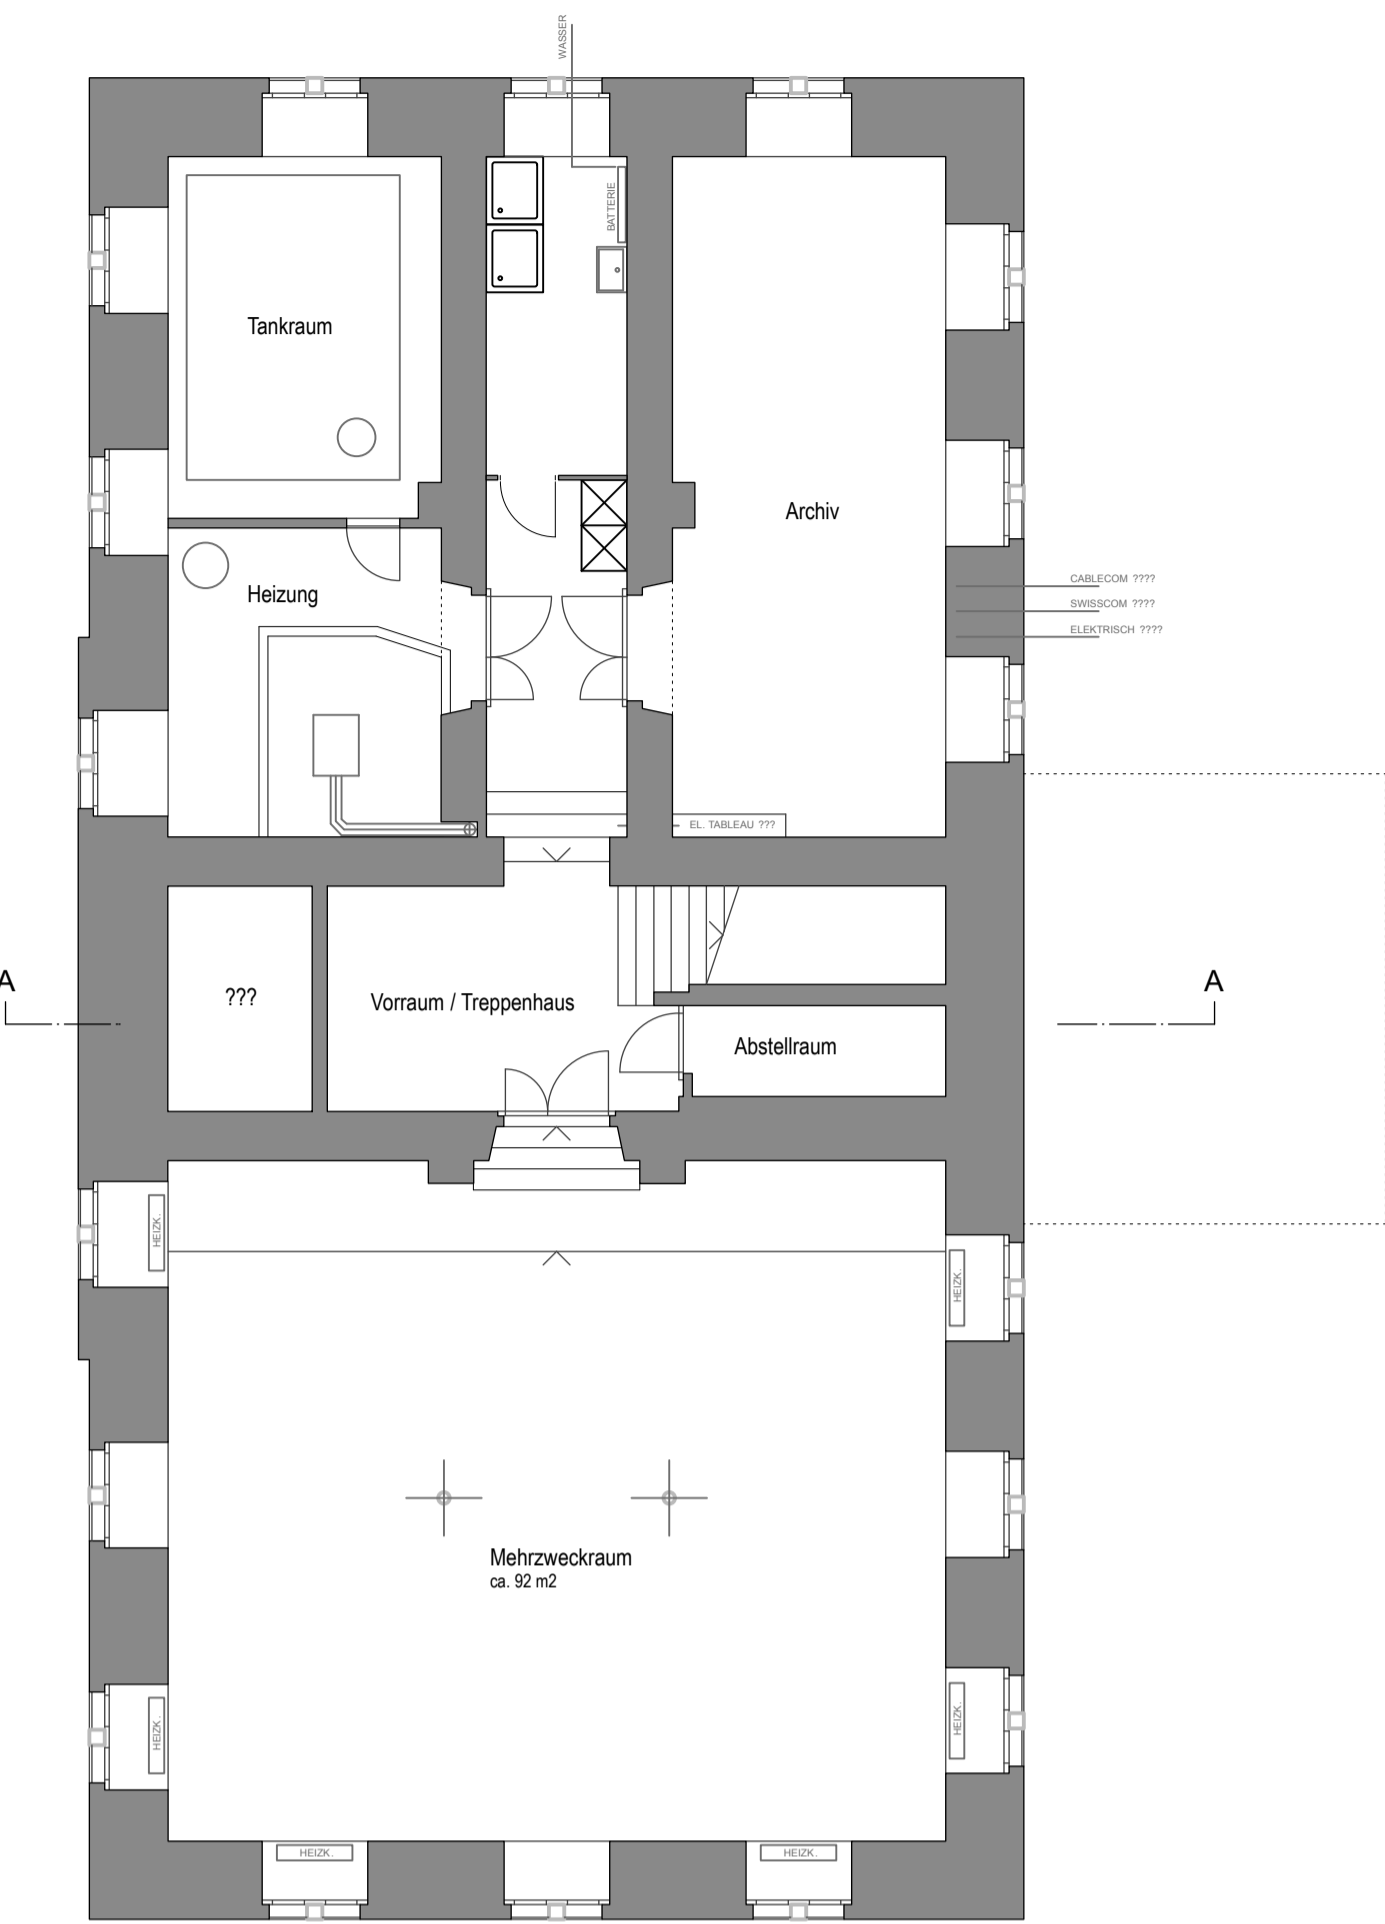 WASSER
BATTERIE
Tankraum
Archiv
CABLECOM ????
Heizung
SWISSCOM ????
ELEKTRISCH ????
EL. TABLEAU ???
A
A
???
Vorraum / Treppenhaus
Abstellraum
HEIZK.
HEIZK.
Mehrzweckraum
ca. 92 m2
HEIZK.
HEIZK.
HEIZK.
HEIZK.